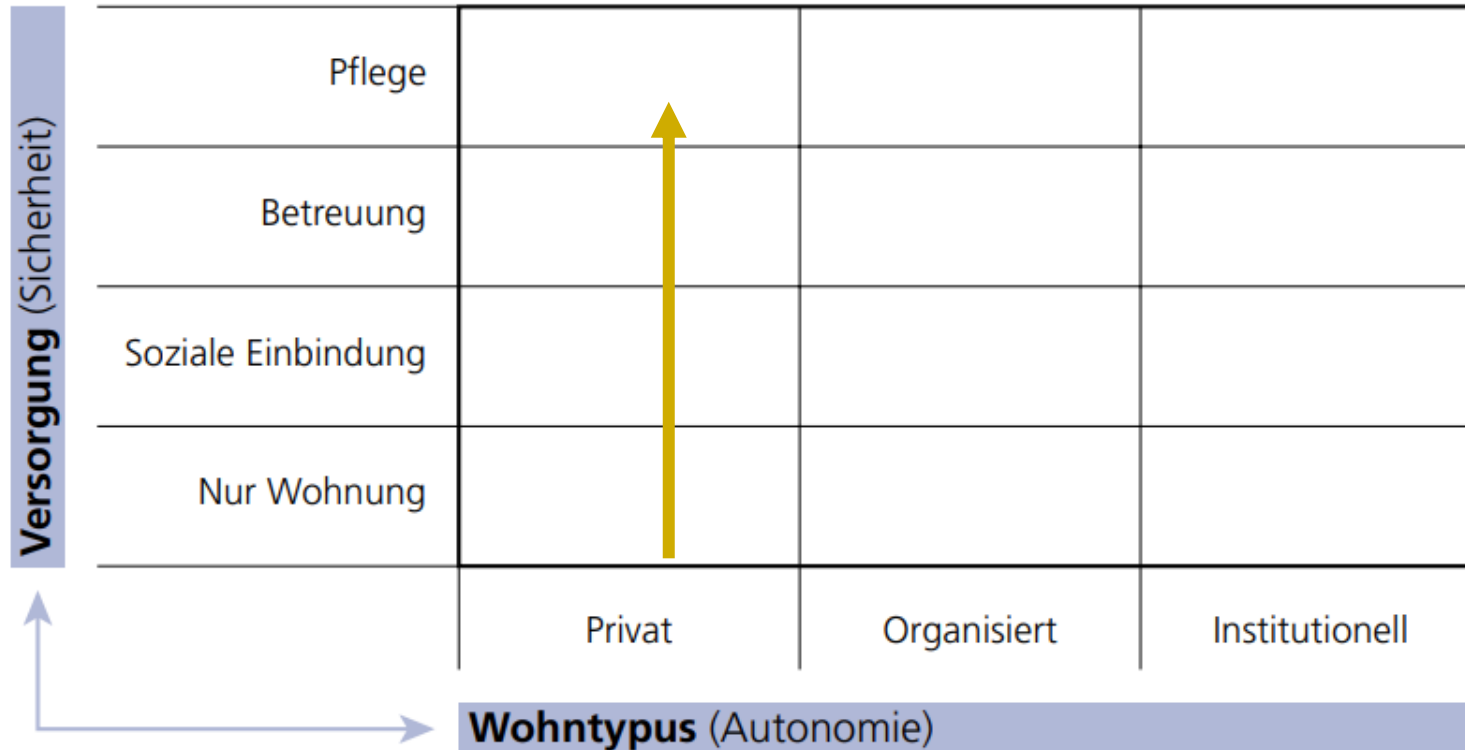 Versorgung (Sicherheit)
Pflege
Betreuung
Soziale Einbindung
Nur Wohnung
Privat
Organisiert
Institutionell
Wohntypus (Autonomie)